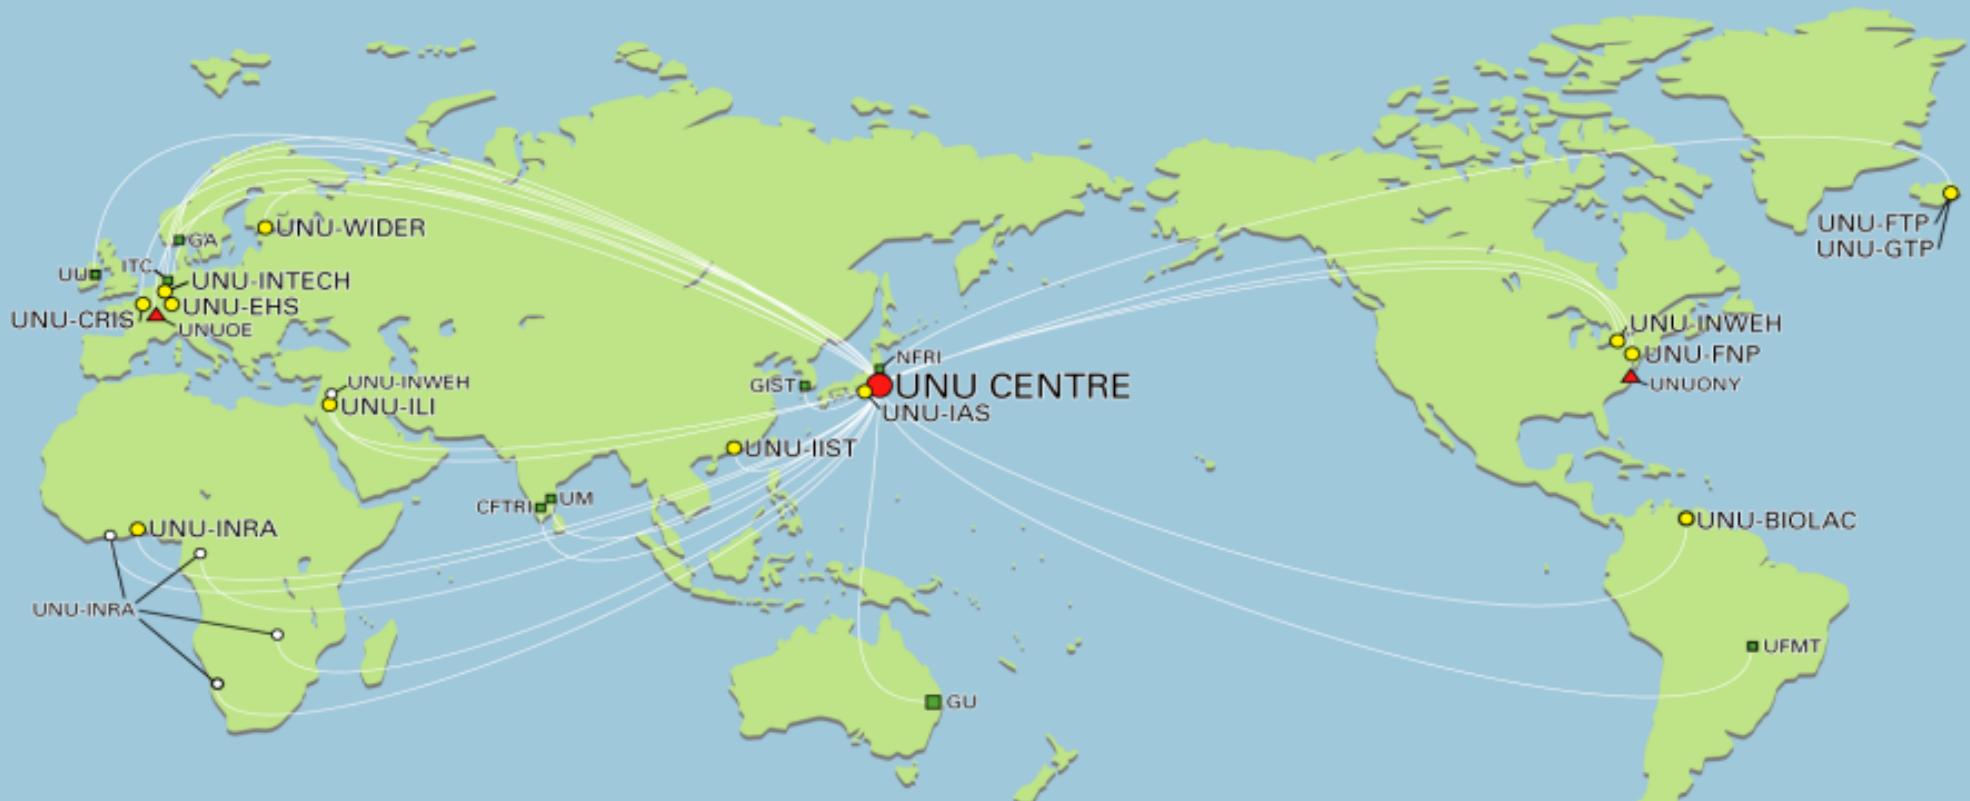 UNU-WIDER
GA
UU
ITC
UNU-INTECH
UNU-EHS
UNU-CRIS
UNUOE
UNU-FTP
UNU-GTP
UNU-INWEH
UNU-FNP
UNUONY
NFRI
GIST
UNU CENTRE
UNU-IAS
UNU-INWEH
UNU-ILI
UNU-IIST
CFTRI
UM
UNU-INRA
UNU-BIOLAC
UNU-INRA
UFMT
GU